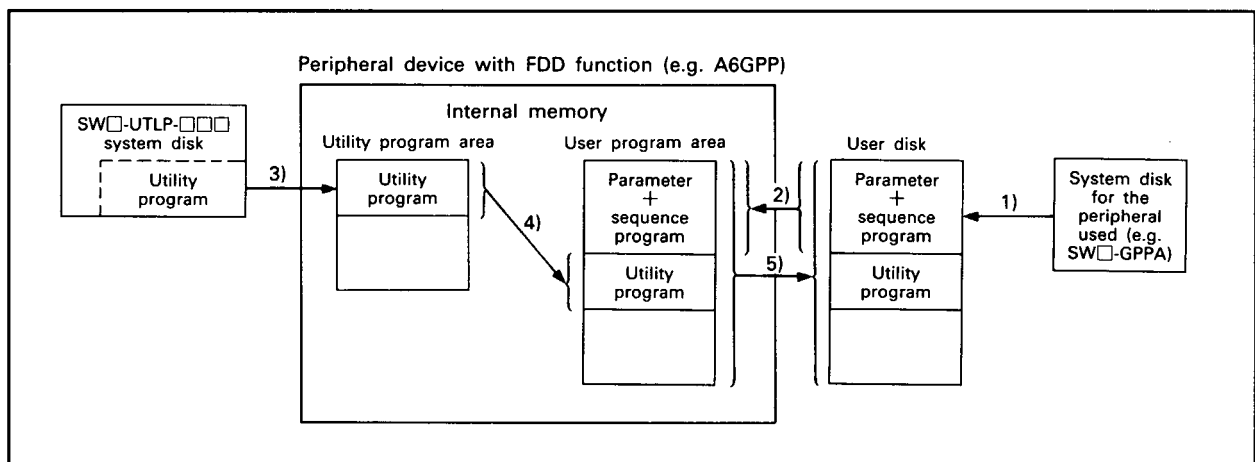 Peripheral device with FDD function (e.g. A6GPP)
SW□-UTLP-□□□
system disk
Utility
program
3)
Internal memory
Utility program area
Utility
program
4)
User program area
Parameter
+
sequence
program
Utility
program
2)
5)
User disk
Parameter
+
sequence
program
Utility
program
1)
System disk
for the
peripheral
used (e.g.
SW□-GPPA)